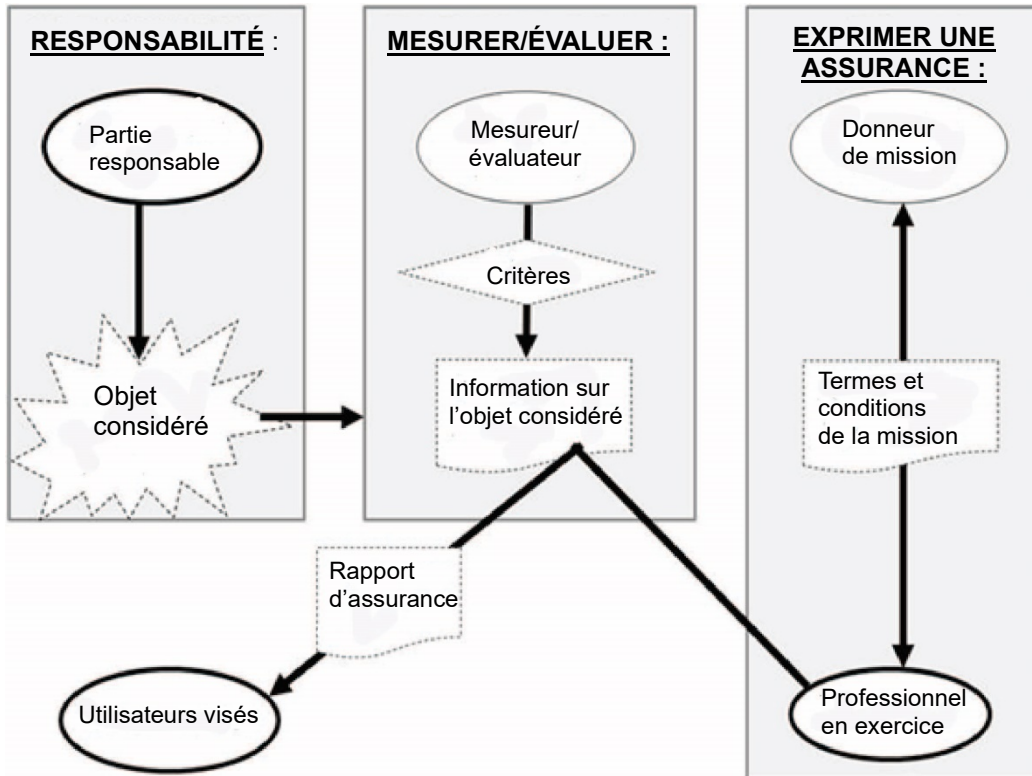 RESPONSABILITÉ :
Partie
responsable
Objet
considéré
MESURER/ÉVALUER :
Mesureur/
évaluateur
Critères
Information sur
l’objet considéré
EXPRIMER UNE
ASSURANCE :
Donneur
de mission
Termes et
conditions
de la mission
Professionnel
en exercice
Rapport
d’assurance
Utilisateurs visés